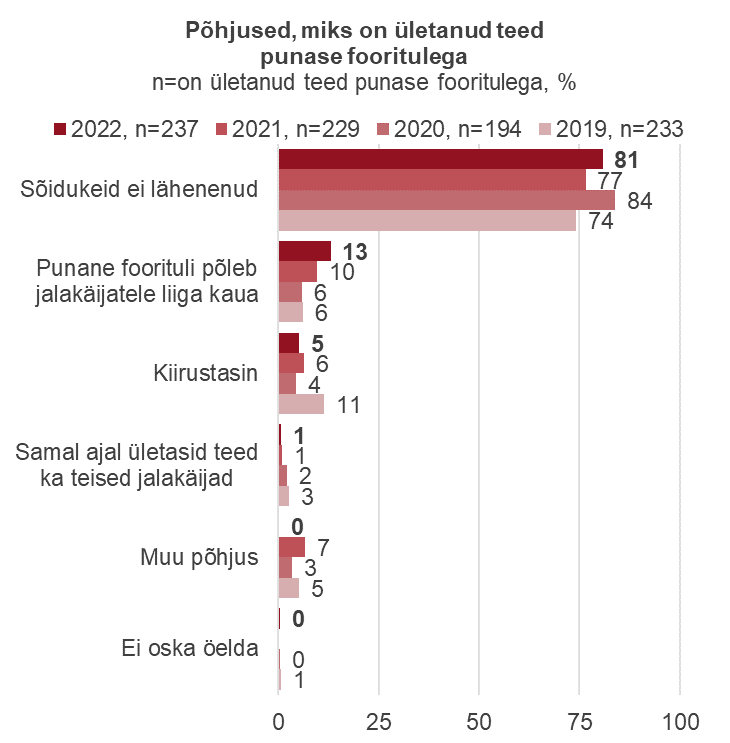 Põhjused, miks on ületanud teed
punase fooritulega
n=on ületanud teed punase fooritulega, %
2022, n=237 2021, n=229 2020, n=194 2019, n=233
Sõidukeid ei lähenenud
81
77
84
74
Punane foorituli põleb
jalakäijatele liiga kaua
13
10
6
6
Kiirustasin
5
6
4
11
Samal ajal ületasid teed
ka teised jalakäijad
1
1
2
3
Muu põhjus
0
7
3
5
Ei oska öelda
0
0
1
0 25 50 75 100